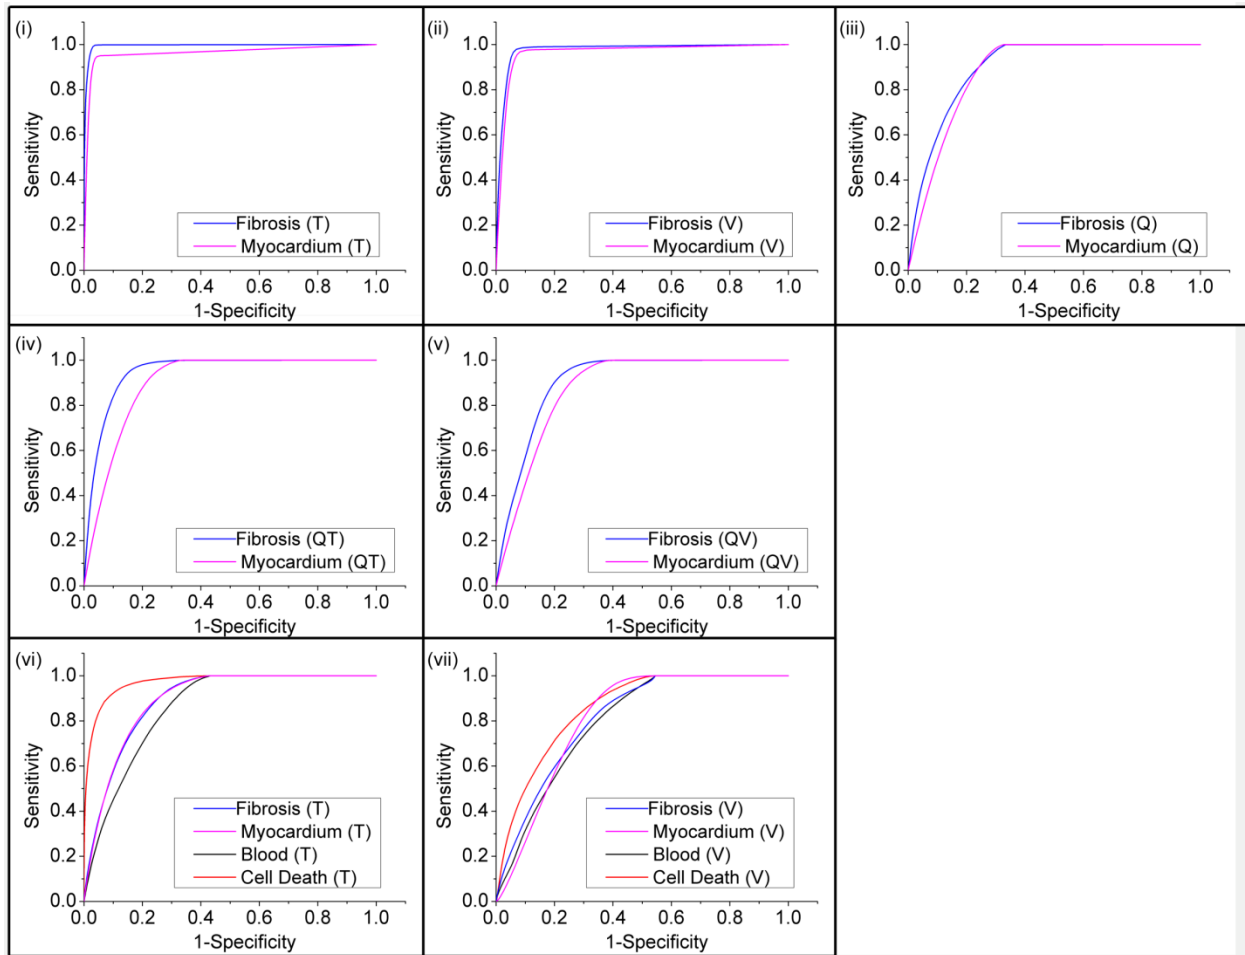 (i)
1.0
0.8
0.6
0.4
0.2
0.0
Sensitivity
Fibrosis (T)
Myocardium (T)
0.0 0.2 0.4 0.6 0.8 1.0
1-Specificity
(ii)
1.0
0.8
0.6
0.4
0.2
0.0
Sensitivity
Fibrosis (V)
Myocardium (V)
0.0 0.2 0.4 0.6 0.8 1.0
1-Specificity
(iii)
1.0
0.8
0.6
0.4
0.2
0.0
Sensitivity
Fibrosis (Q)
Myocardium (Q)
0.0 0.2 0.4 0.6 0.8 1.0
1-Specificity
(iv)
1.0
0.8
0.6
0.4
0.2
0.0
Sensitivity
Fibrosis (QT)
Myocardium (QT)
0.0 0.2 0.4 0.6 0.8 1.0
1-Specificity
(v)
1.0
0.8
0.6
0.4
0.2
0.0
Sensitivity
Fibrosis (QV)
Myocardium (QV)
0.0 0.2 0.4 0.6 0.8 1.0
1-Specificity
(vi)
1.0
0.8
0.6
0.4
0.2
0.0
Sensitivity
Fibrosis (T)
Myocardium (T)
Blood (T)
Cell Death (T)
0.0 0.2 0.4 0.6 0.8 1.0
1-Specificity
(vii)
1.0
0.8
0.6
0.4
0.2
0.0
Sensitivity
Fibrosis (V)
Myocardium (V)
Blood (V)
Cell Death (V)
0.0 0.2 0.4 0.6 0.8 1.0
1-Specificity